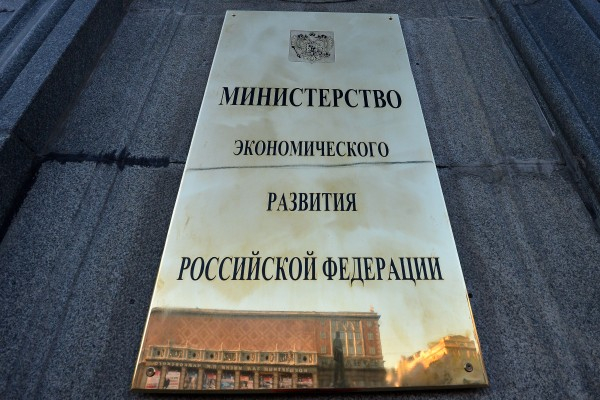 МИНИСТЕРСТВО
ЭКОНОМИЧЕСКОГО
РАЗВИТИЯ
РОССИЙСКОЙ ФЕДЕРАЦИИ